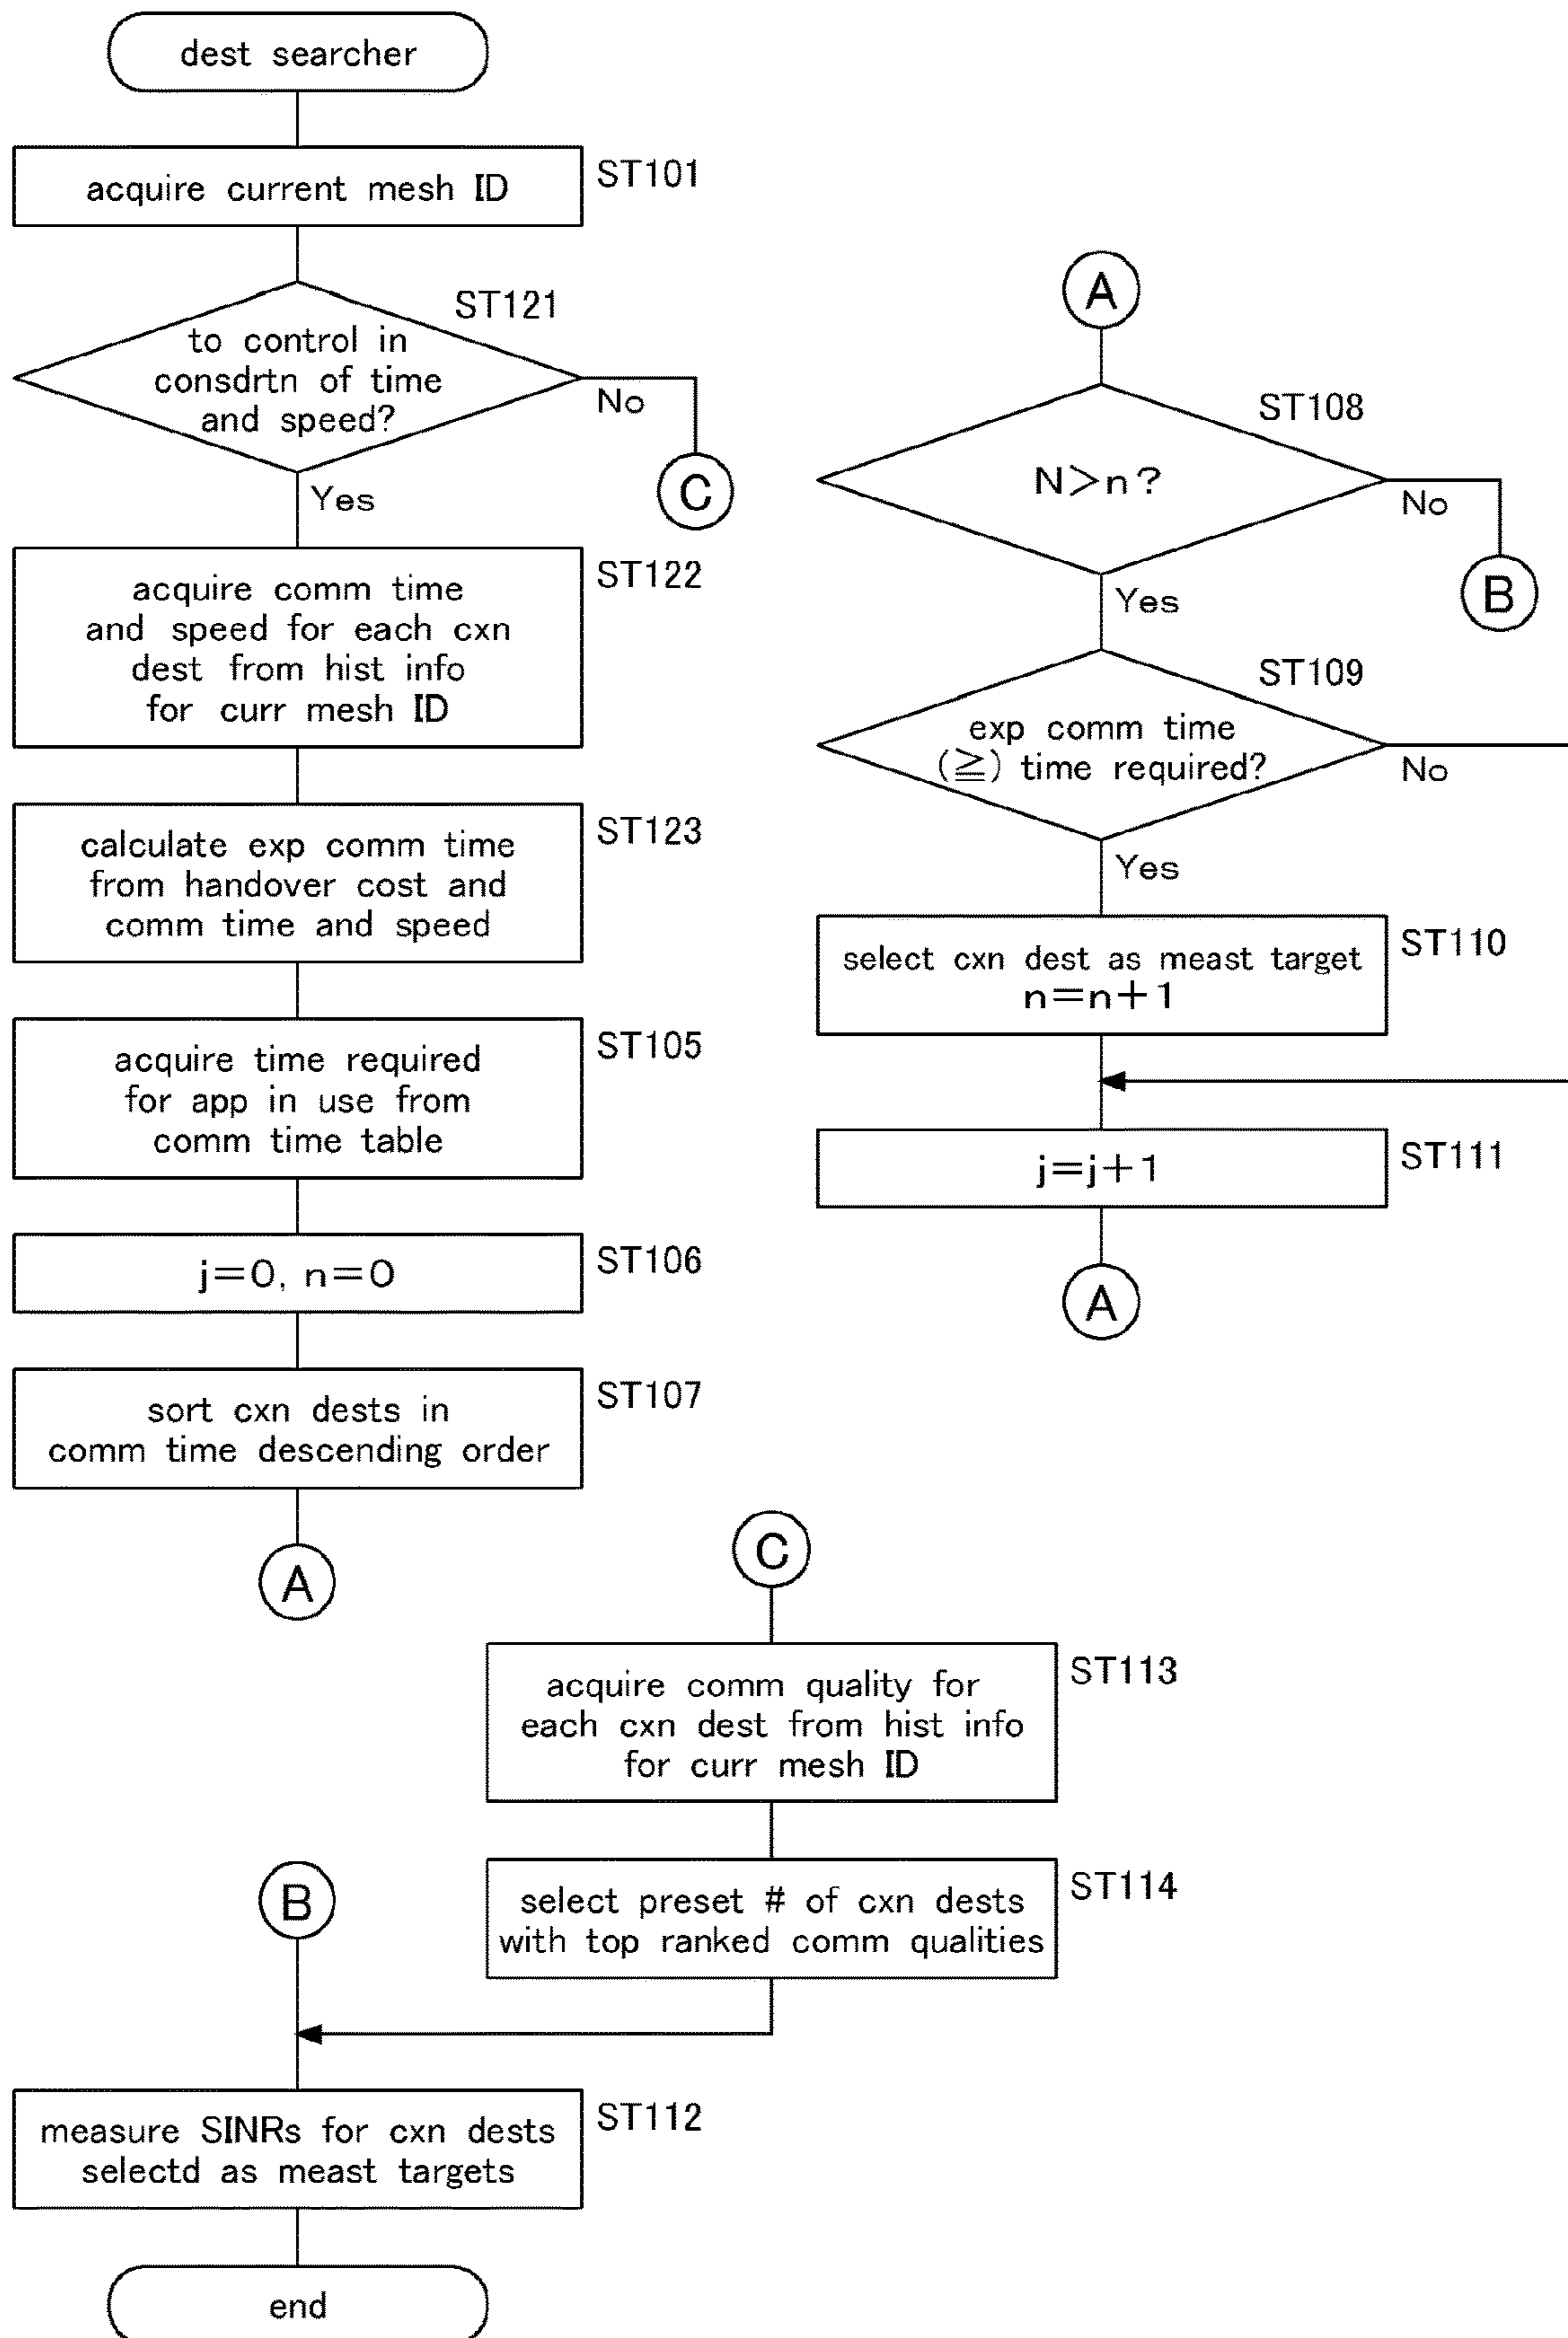 dest searcher
acquire current mesh ID
ST101
ST121
to control in
consdrtn of time
and speed?
No
C
Yes
acquire comm time
and speed for each cxn
dest from hist info
for curr mesh ID
ST122
calculate exp comm time
from handover cost and
comm time and speed
ST123
acquire time required
for app in use from
comm time table
ST105
j=0, n=0
ST106
sort cxn dests in
comm time descending order
ST107
A
A
ST108
N>n?
No
B
Yes
ST109
exp comm time
(≧) time required?
No
Yes
select cxn dest as meast target
n=n+1
ST110
j=j+1
ST111
A
C
acquire comm quality for
each cxn dest from hist info
for curr mesh ID
ST113
select preset # of cxn dests
with top ranked comm qualities
ST114
B
measure SINRs for cxn dests
selectd as meast targets
ST112
end